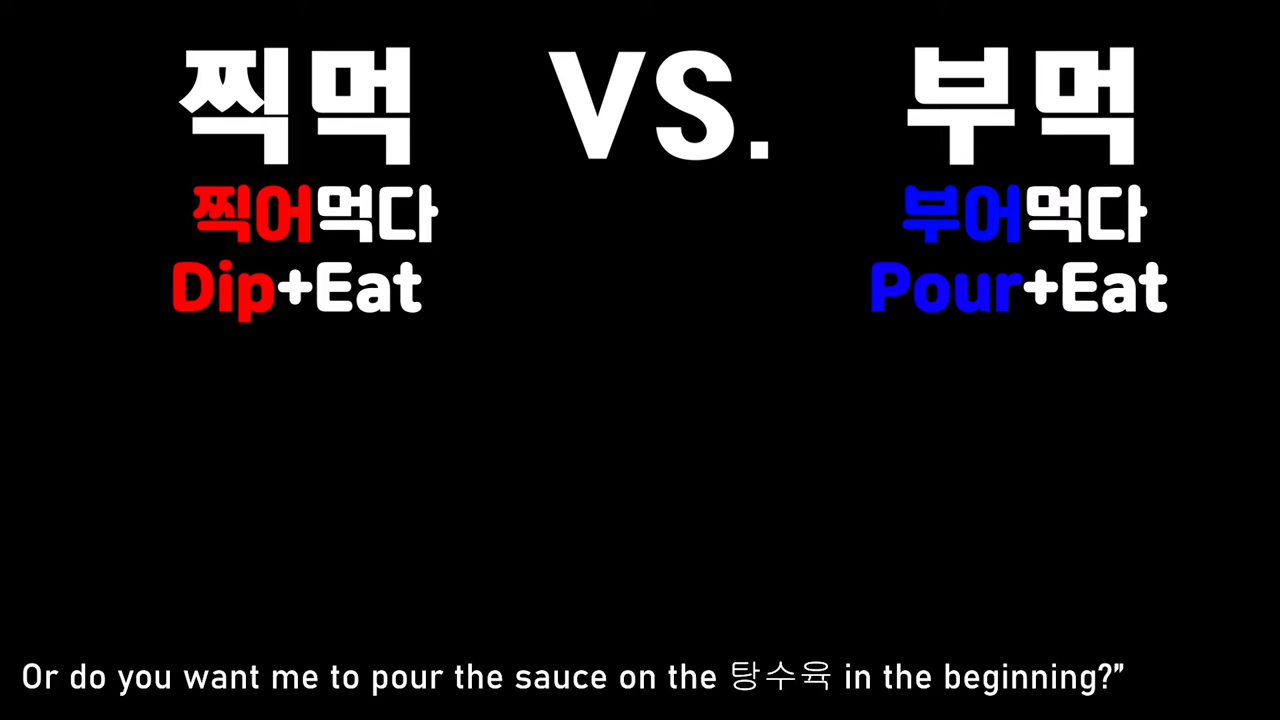 찍먹 VS. 부먹
찍어먹다 부어먹다
Dip+Eat Pour+Eat
Or do you want me to pour the sauce on the 탕수육 in the beginning?”